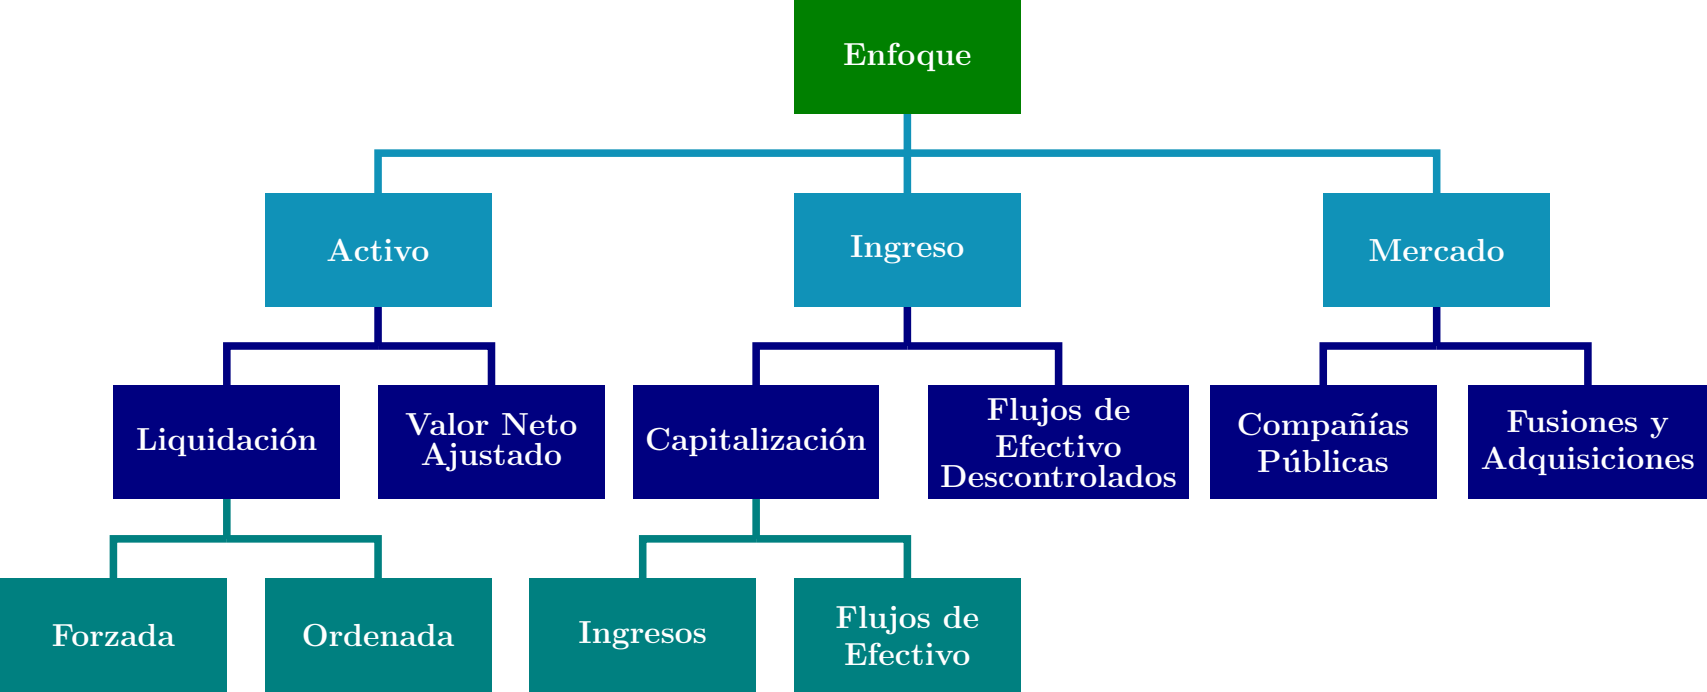 Enfoque
Activo
Ingreso
Mercado
Liquidación
Valor Neto
Ajustado
Capitalización
Flujos de
Efectivo
Descontrolados
Compañías
Públicas
Fusiones y
Adquisiciones
Forzada
Ordenada
Ingresos
Flujos de
Efectivo